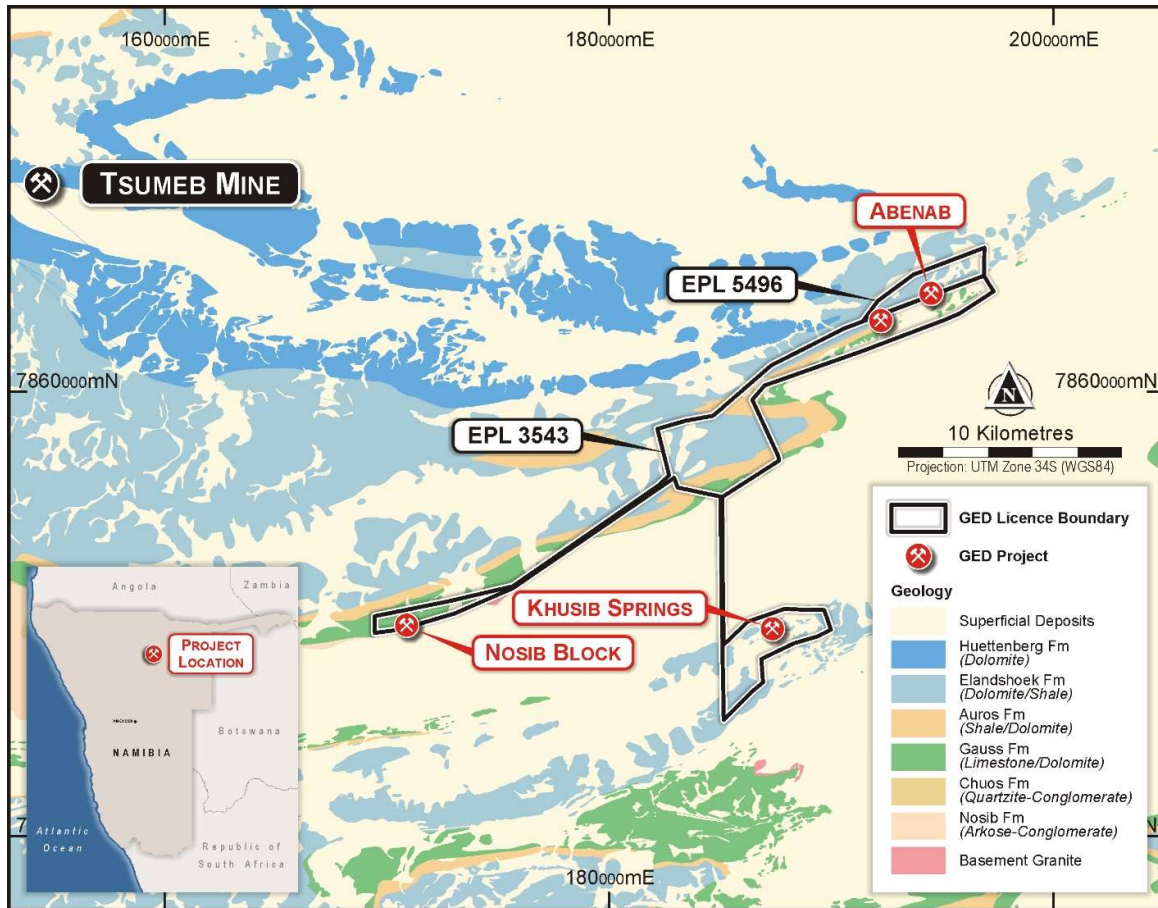 160000mE
180000mE
200000mE
TSUMEB MINE
ABENAB
EPL 5496
7860000mN
7860000mN
N
EPL 3543
10 Kilometres
Projection: UTM Zone 34S (WGS84)
KHUSIB SPRINGS
NOSIB BLOCK
GED Licence Boundary
GED Project
Geology
Superficial Deposits
Huettenberg Fm
(Dolomite)
Elandshoek Fm
(Dolomite/Shale)
Auros Fm
(Shale/Dolomite)
Gauss Fm
(Limestone/Dolomite)
Chuos Fm
(Quartzite-Conglomerate)
Nosib Fm
(Arkose-Conglomerate)
Basement Granite
Angola
Zambia
PROJECT
LOCATION
NAMIBIA
Botswana
Atlantic
Ocean
Republic of
South Africa
7
N
180000mE